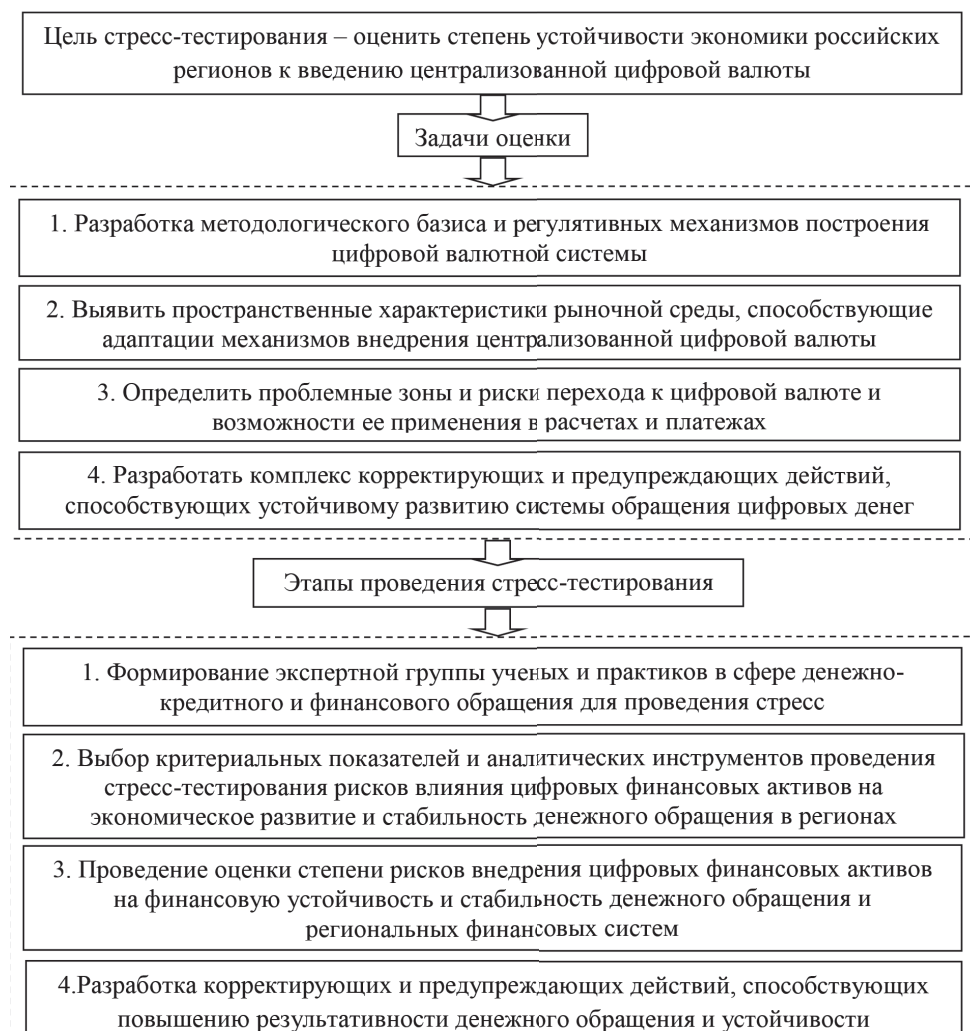 Цель стресс-тестирования – оценить степень устойчивости экономики российских
регионов к введению централизованной цифровой валюты
Задачи оценки
1. Разработка методологического базиса и регулятивных механизмов построения
цифровой валютной системы
2. Выявить пространственные характеристики рыночной среды, способствующие
адаптации механизмов внедрения централизованной цифровой валюты
3. Определить проблемные зоны и риски перехода к цифровой валюте и
возможности ее применения в расчетах и платежах
4. Разработать комплекс корректирующих и предупреждающих действий,
способствующих устойчивому развитию системы обращения цифровых денег
Этапы проведения стресс-тестирования
1. Формирование экспертной группы ученых и практиков в сфере денежно-
кредитного и финансового обращения для проведения стресс
2. Выбор критериальных показателей и аналитических инструментов проведения
стресс-тестирования рисков влияния цифровых финансовых активов на
экономическое развитие и стабильность денежного обращения в регионах
3. Проведение оценки степени рисков внедрения цифровых финансовых активов
на финансовую устойчивость и стабильность денежного обращения и
региональных финансовых систем
4.Разработка корректирующих и предупреждающих действий, способствующих
повышению результативности денежного обращения и устойчивости